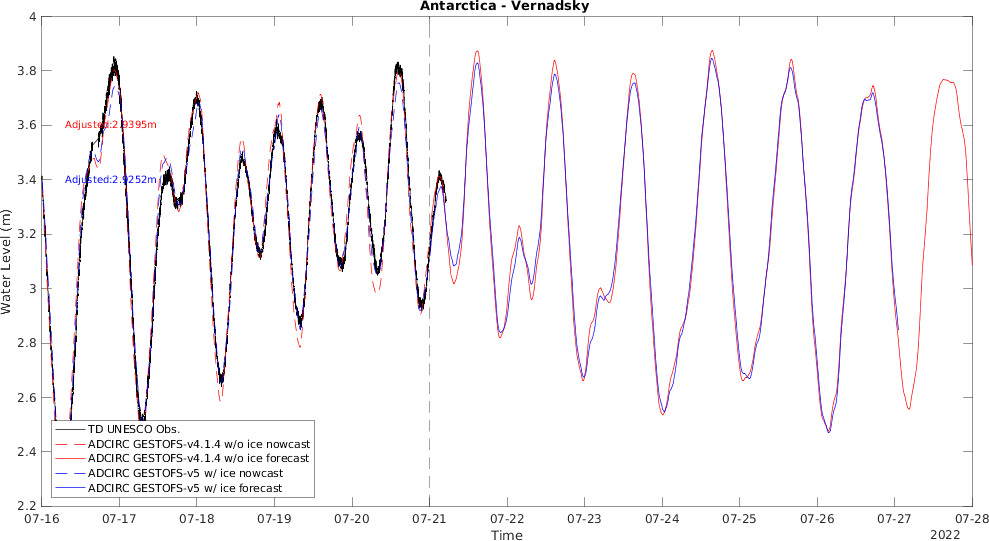 Antarctica - Vernadsky
4
3.8
3.6
3.4
3.2
3
2.8
2.6
2.4
2.2
Water Level (m)
Adjusted:2.9395m
Adjusted:2.9252m
TD UNESCO Obs.
ADCIRC GESTOFS-v4.1.4 w/o ice nowcast
ADCIRC GESTOFS-v4.1.4 w/o ice forecast
ADCIRC GESTOFS-v5 w/ ice nowcast
ADCIRC GESTOFS-v5 w/ ice forecast
07-16 07-17 07-18 07-19 07-20 07-21 07-22 07-23 07-24 07-25 07-26 07-27 07-28
Time
2022